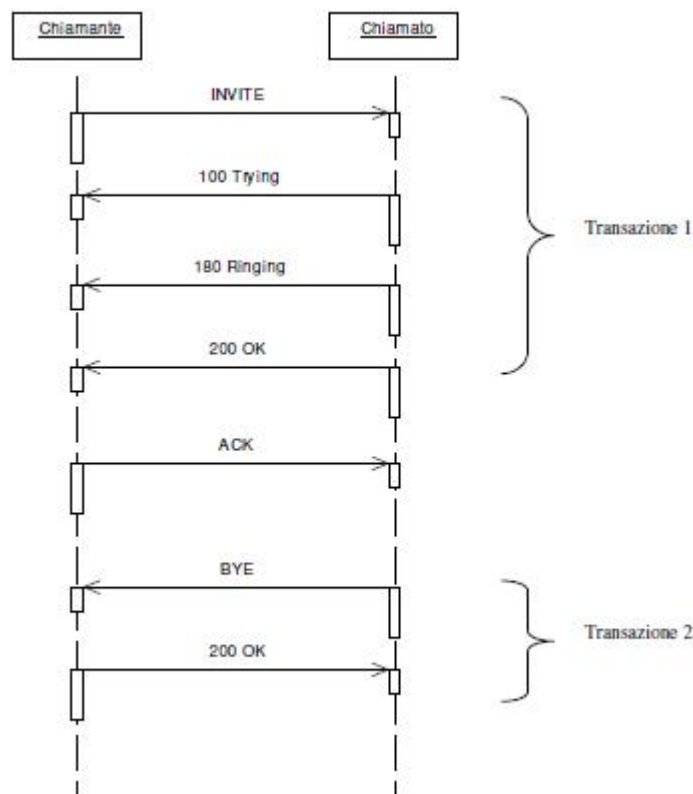 Chiamante
Chiamato
INVITE
100 Trying
180 Ringing
200 OK
Transazione 1
ACK
BYE
200 OK
Transazione 2